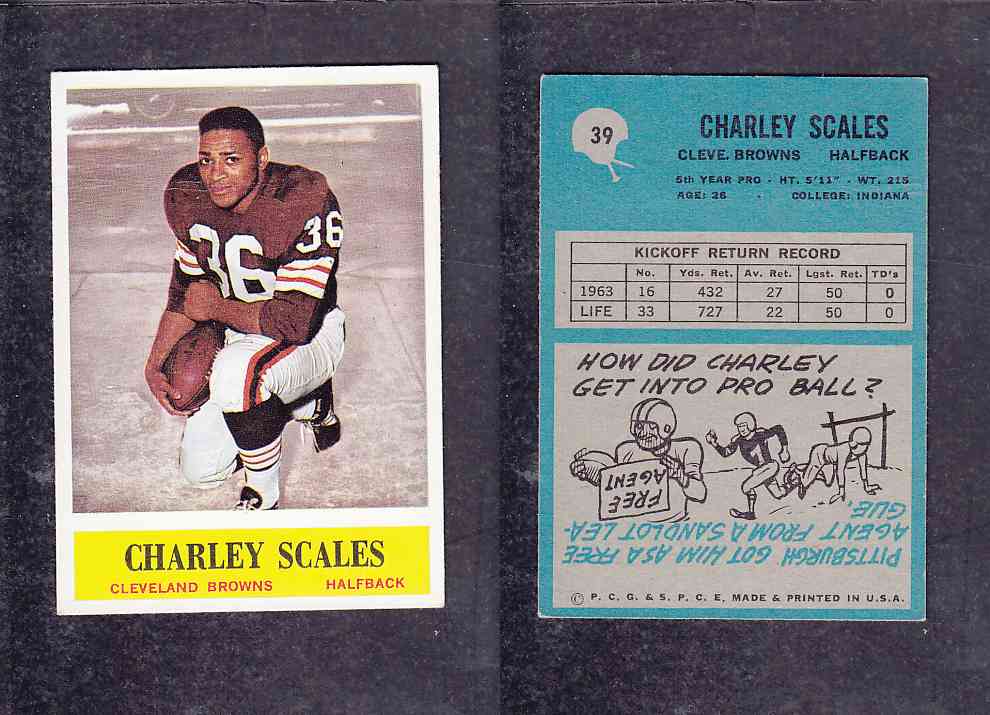 36
36
CHARLEY SCALES
CLEVELAND BROWNS HALFBACK
39
CHARLEY SCALES
CLEVE. BROWNS HALFBACK
5th YEAR PRO · HT. 5'11" · WT. 215
AGE: 26 · COLLEGE: INDIANA
KICKOFF RETURN RECORD
No. Yds. Ret. Av. Ret. Lgst. Ret. TD's
1963 16 432 27 50 0
LIFE 33 727 22 50 0
HOW DID CHARLEY
GET INTO PRO BALL?
FREE
AGENT
PITTSBURGH GOT HIM AS A FREE
AGENT FROM A SANDLOT LEA-
GUE.
© P. C. G. & S. P. C. E. MADE & PRINTED IN U.S.A.